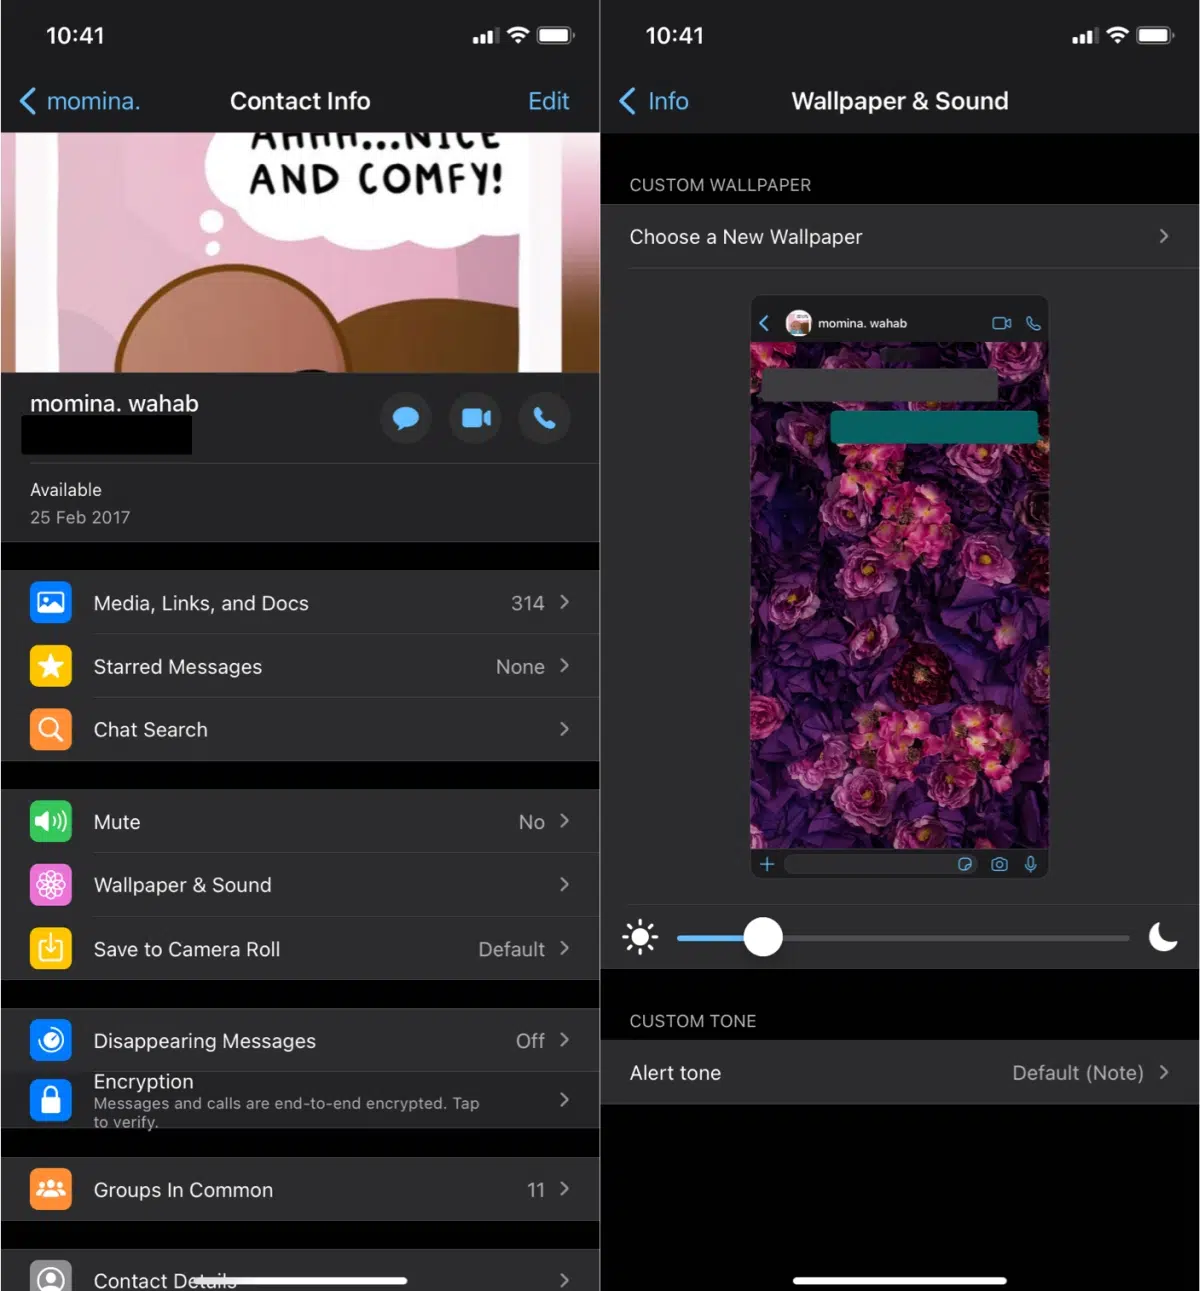 10:41
momina.
Contact Info
Edit
AHHH...NICE
AND COMFY!
momina. wahab
Available
25 Feb 2017
Media, Links, and Docs 314
Starred Messages None
Chat Search
Mute No
Wallpaper & Sound
Save to Camera Roll Default
Disappearing Messages Off
Encryption
Messages and calls are end-to-end encrypted. Tap
to verify.
Groups In Common 11
Contact Details
10:41
Info
Wallpaper & Sound
CUSTOM WALLPAPER
Choose a New Wallpaper
momina. wahab
CUSTOM TONE
Alert tone Default (Note)